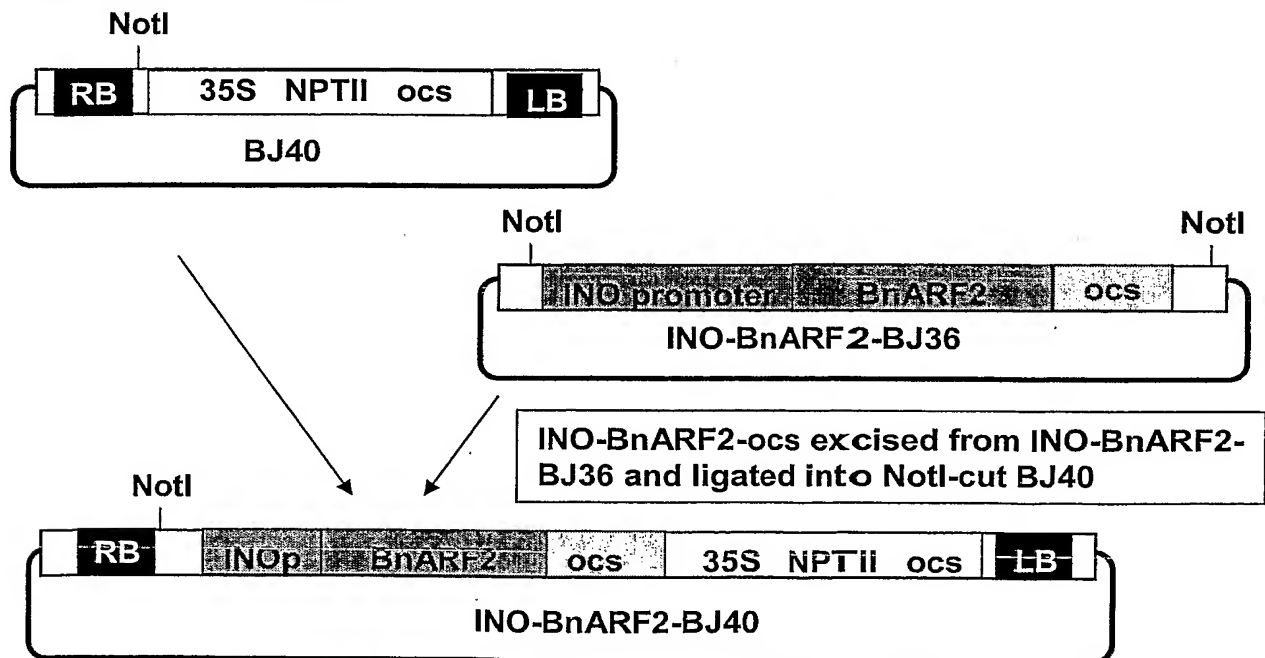 NotI
RB 35S NPTII ocs LB
BJ40
NotI NotI
INO promoter BnARF2 ocs
INO-BnARF2-BJ36
INO-BnARF2-ocs excised from INO-BnARF2-
BJ36 and ligated into NotI-cut BJ40
NotI
RB INOp BnARF2 ocs 35S NPTII ocs LB
INO-BnARF2-BJ40